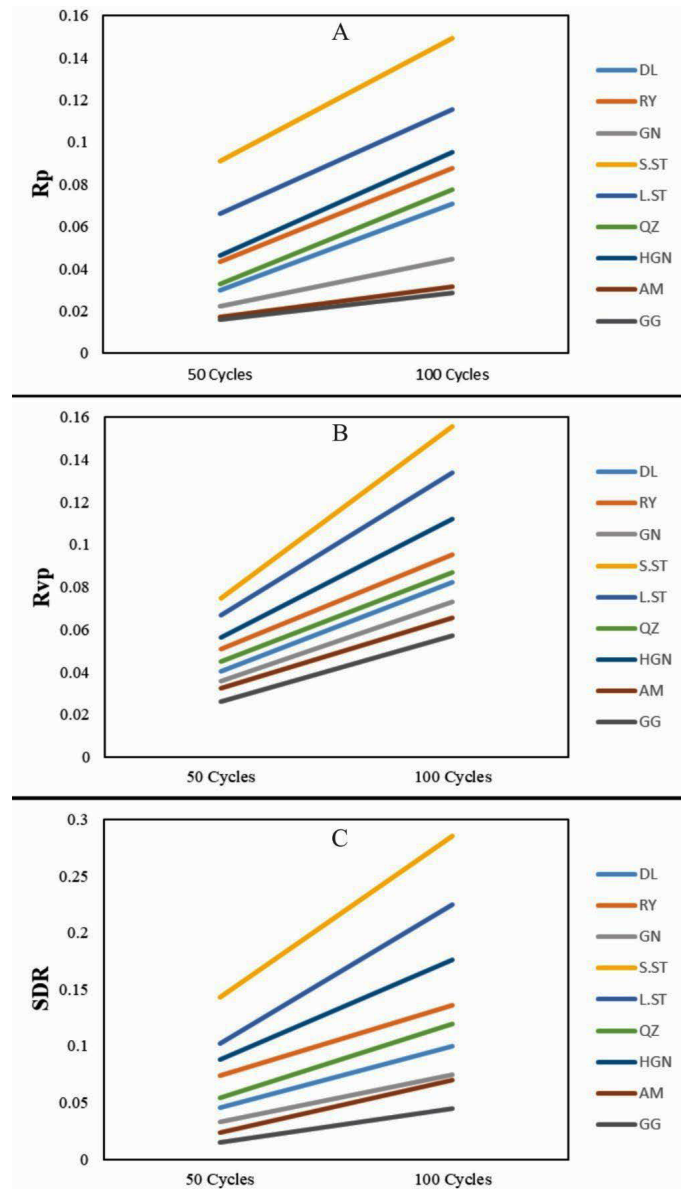 A
0.16
0.14
0.12
0.1
0.08
0.06
0.04
0.02
0
Rp
50 Cycles
100 Cycles
DL
RY
GN
S.ST
L.ST
QZ
HGN
AM
GG
B
0.16
0.14
0.12
0.1
0.08
0.06
0.04
0.02
0
Rvp
50 Cycles
100 Cycles
DL
RY
GN
S.ST
L.ST
QZ
HGN
AM
GG
C
0.3
0.25
0.2
0.15
0.1
0.05
0
SDR
50 Cycles
100 Cycles
DL
RY
GN
S.ST
L.ST
QZ
HGN
AM
GG